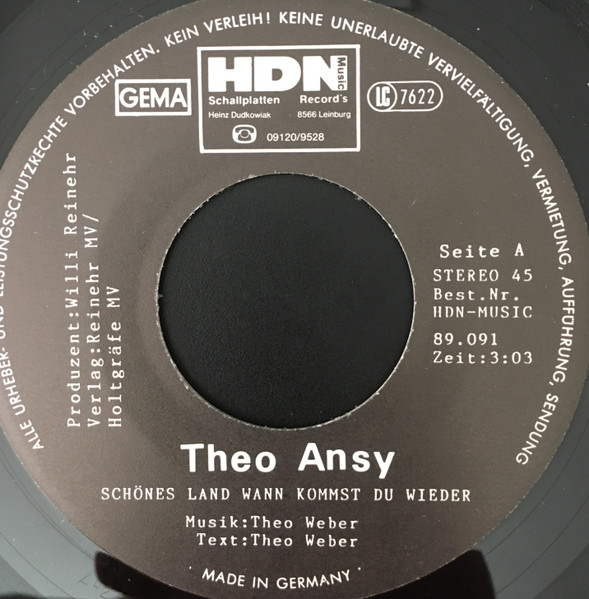 ALLE URHEBER- UND LEISTUNGSSCHUTZRECHTE VORBEHALTEN. KEIN VERLEIH! KEINE UNERLAUBTE VERVIELFÄLTIGUNG, VERMIETUNG, AUFFÜHRUNG, SENDUNG
GEMA
HDN Music
Schallplatten Record's
Heinz Dudkowiak 8566 Leinburg
09120/9528
LC 7622
Produzent:Willi Reinehr
Verlag:Reinehr MV/
Holtgräfe MV
Seite A
STEREO 45
Best.Nr.
HDN-MUSIC
89.091
Zeit:3:03
Theo Ansy
SCHÖNES LAND WANN KOMMST DU WIEDER
Musik:Theo Weber
Text:Theo Weber
· MADE IN GERMANY ·